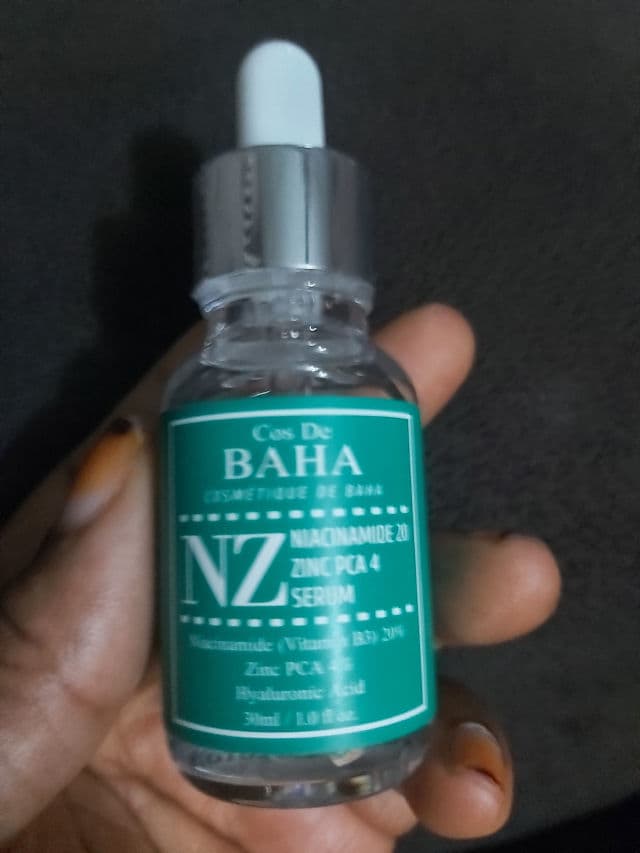 Cos De
BAHA
COSMETIQUE DE BAHA
NZ
NIACINAMIDE 20
ZINC PCA 4
SERUM
Niacinamide (Vitamin B3) 20%
Zinc PCA 4%
Hyaluronic Acid
30ml / 1.0 fl oz.